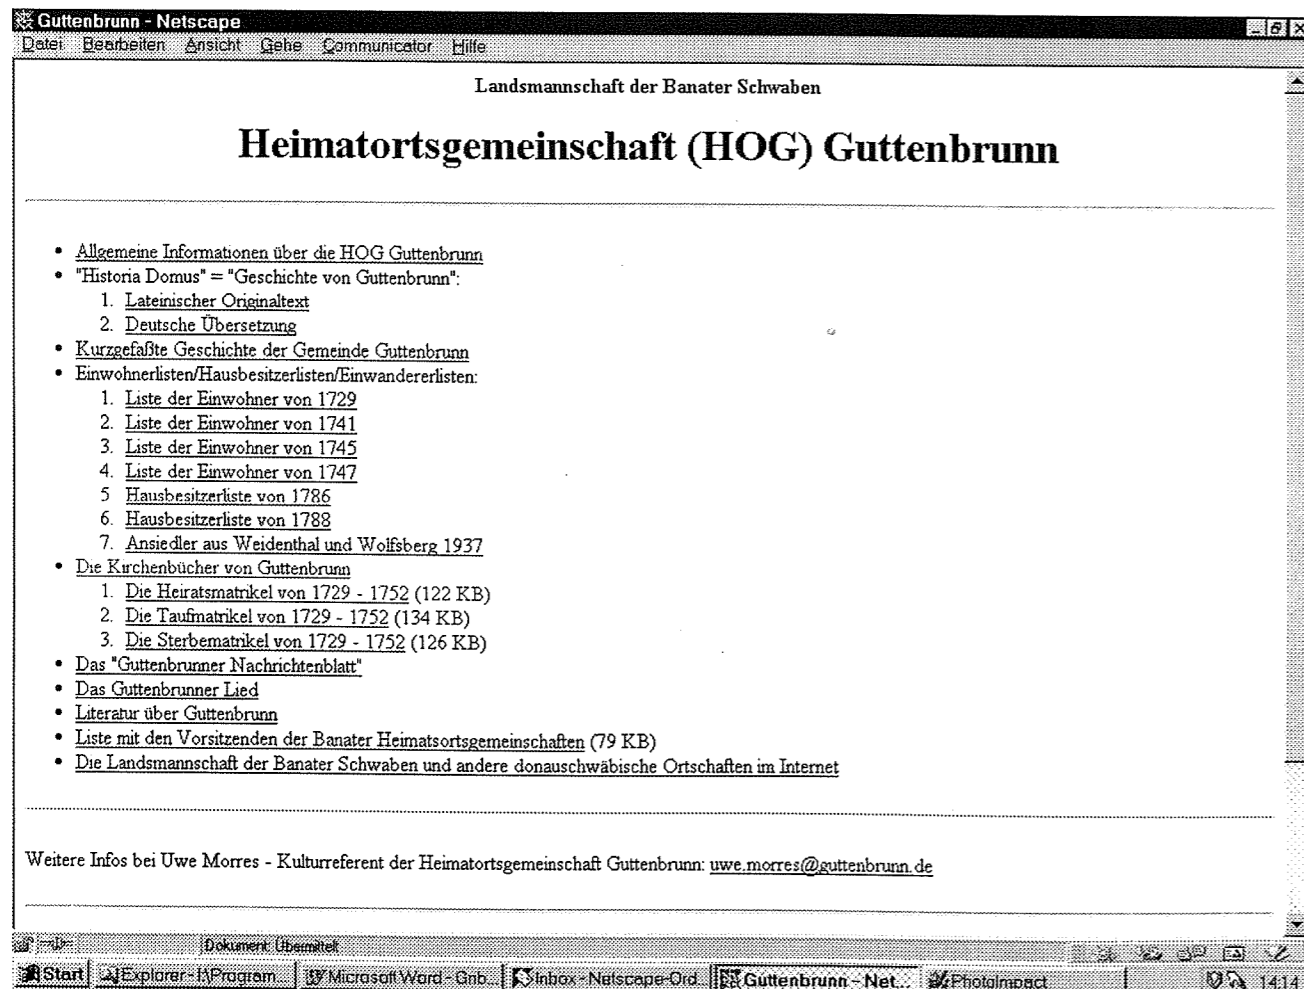 Guttenbrunn - Netscape
Datei Bearbeiten Ansicht Gehe Communicator Hilfe
Landsmannschaft der Banater Schwaben
Heimatortsgemeinschaft (HOG) Guttenbrunn
• Allgemeine Informationen über die HOG Guttenbrunn
• "Historia Domus" = "Geschichte von Guttenbrunn":
1. Lateinischer Originaltext
2. Deutsche Übersetzung
• Kurzgefaßte Geschichte der Gemeinde Guttenbrunn
• Einwohnerlisten/Hausbesitzerlisten/Einwandererlisten:
1. Liste der Einwohner von 1729
2. Liste der Einwohner von 1741
3. Liste der Einwohner von 1745
4. Liste der Einwohner von 1747
5 Hausbesitzerliste von 1786
6. Hausbesitzerliste von 1788
7. Ansiedler aus Weidenthal und Wolfsberg 1937
• Die Kirchenbücher von Guttenbrunn
1. Die Heiratsmatrikel von 1729 - 1752 (122 KB)
2. Die Taufmatrikel von 1729 - 1752 (134 KB)
3. Die Sterbematrikel von 1729 - 1752 (126 KB)
• Das "Guttenbrunner Nachrichtenblatt"
• Das Guttenbrunner Lied
• Literatur über Guttenbrunn
• Liste mit den Vorsitzenden der Banater Heimatsortsgemeinschaften (79 KB)
• Die Landsmannschaft der Banater Schwaben und andere donauschwäbische Ortschaften im Internet
Weitere Infos bei Uwe Morres - Kulturreferent der Heimatortsgemeinschaft Guttenbrunn: uwe.morres@guttenbrunn.de
Dokument: Übermittelt
Start Explorer - I:\Program... Microsoft Word - Gnb... Inbox - Netscape-Ord... Guttenbrunn - Net... PhotoImpact 14:14